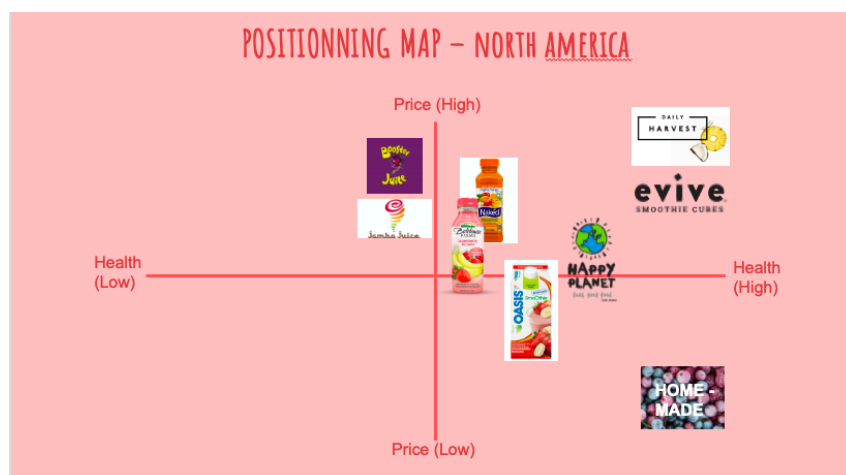 POSITIONNING MAP – NORTH AMERICA
Price (High)
DAILY
HARVEST
Booster
Juice
evive
SMOOTHIE CUBES
Naked
Jamba Juice
Bolthouse
FARMS
Health
(Low)
HAPPY
PLANET
Health
(High)
OASIS
Smoothie
HOME -
MADE
Price (Low)